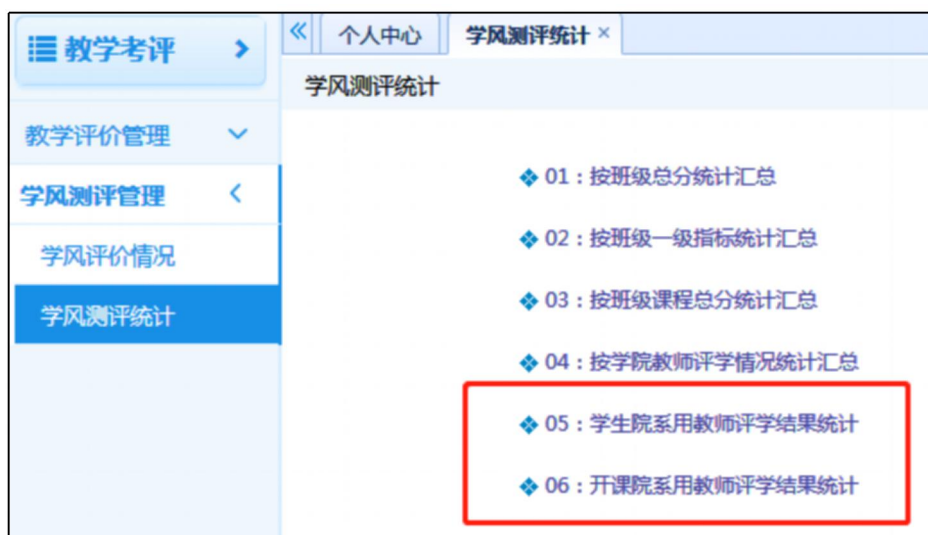 教学考评
教学评价管理
学风测评管理
学风评价情况
学风测评统计
个人中心 学风测评统计 ×
学风测评统计
01：按班级总分统计汇总
02：按班级一级指标统计汇总
03：按班级课程总分统计汇总
04：按学院教师评学情况统计汇总
05：学生院系用教师评学结果统计
06：开课院系用教师评学结果统计